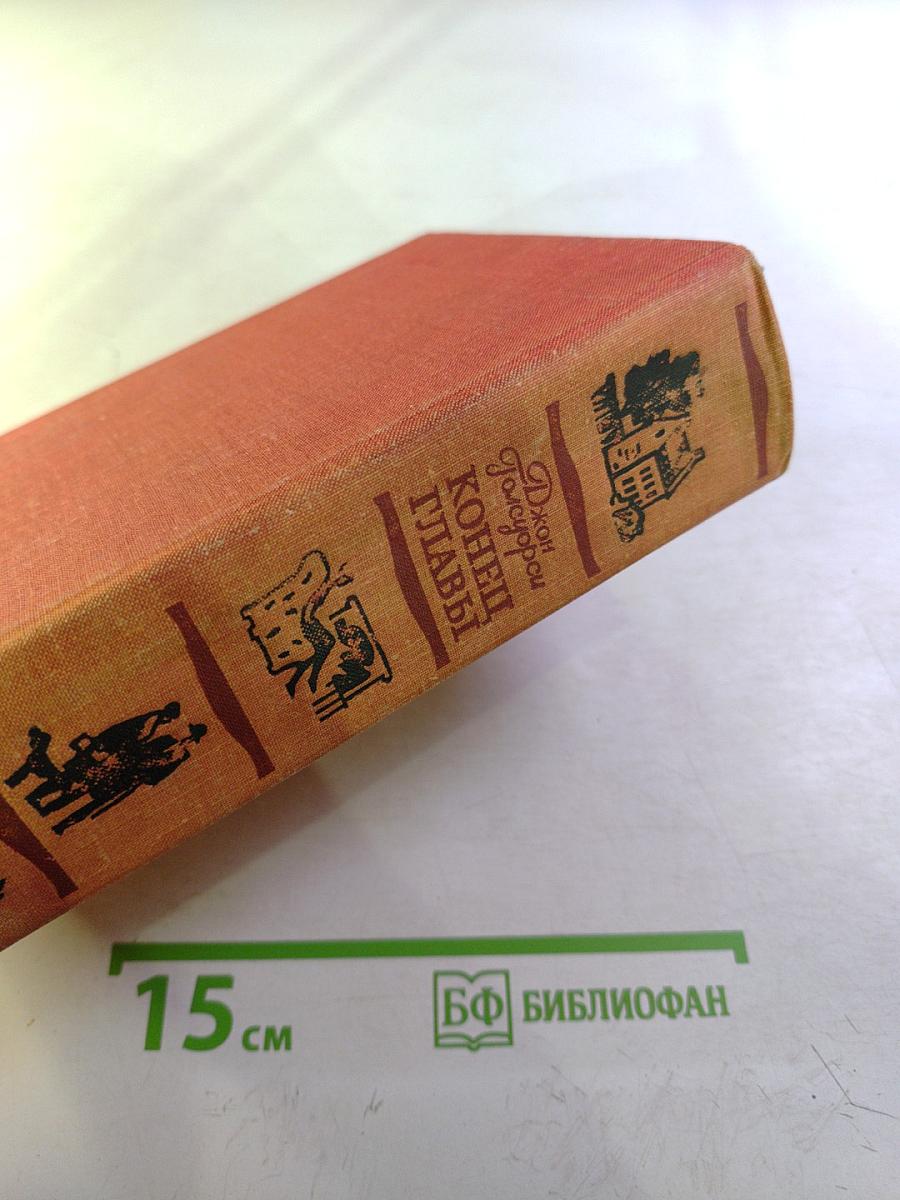 Джон
Голсуорси
КОНЕЦ
ГЛАВЫ
15 см
БФ БИБЛИОФАН